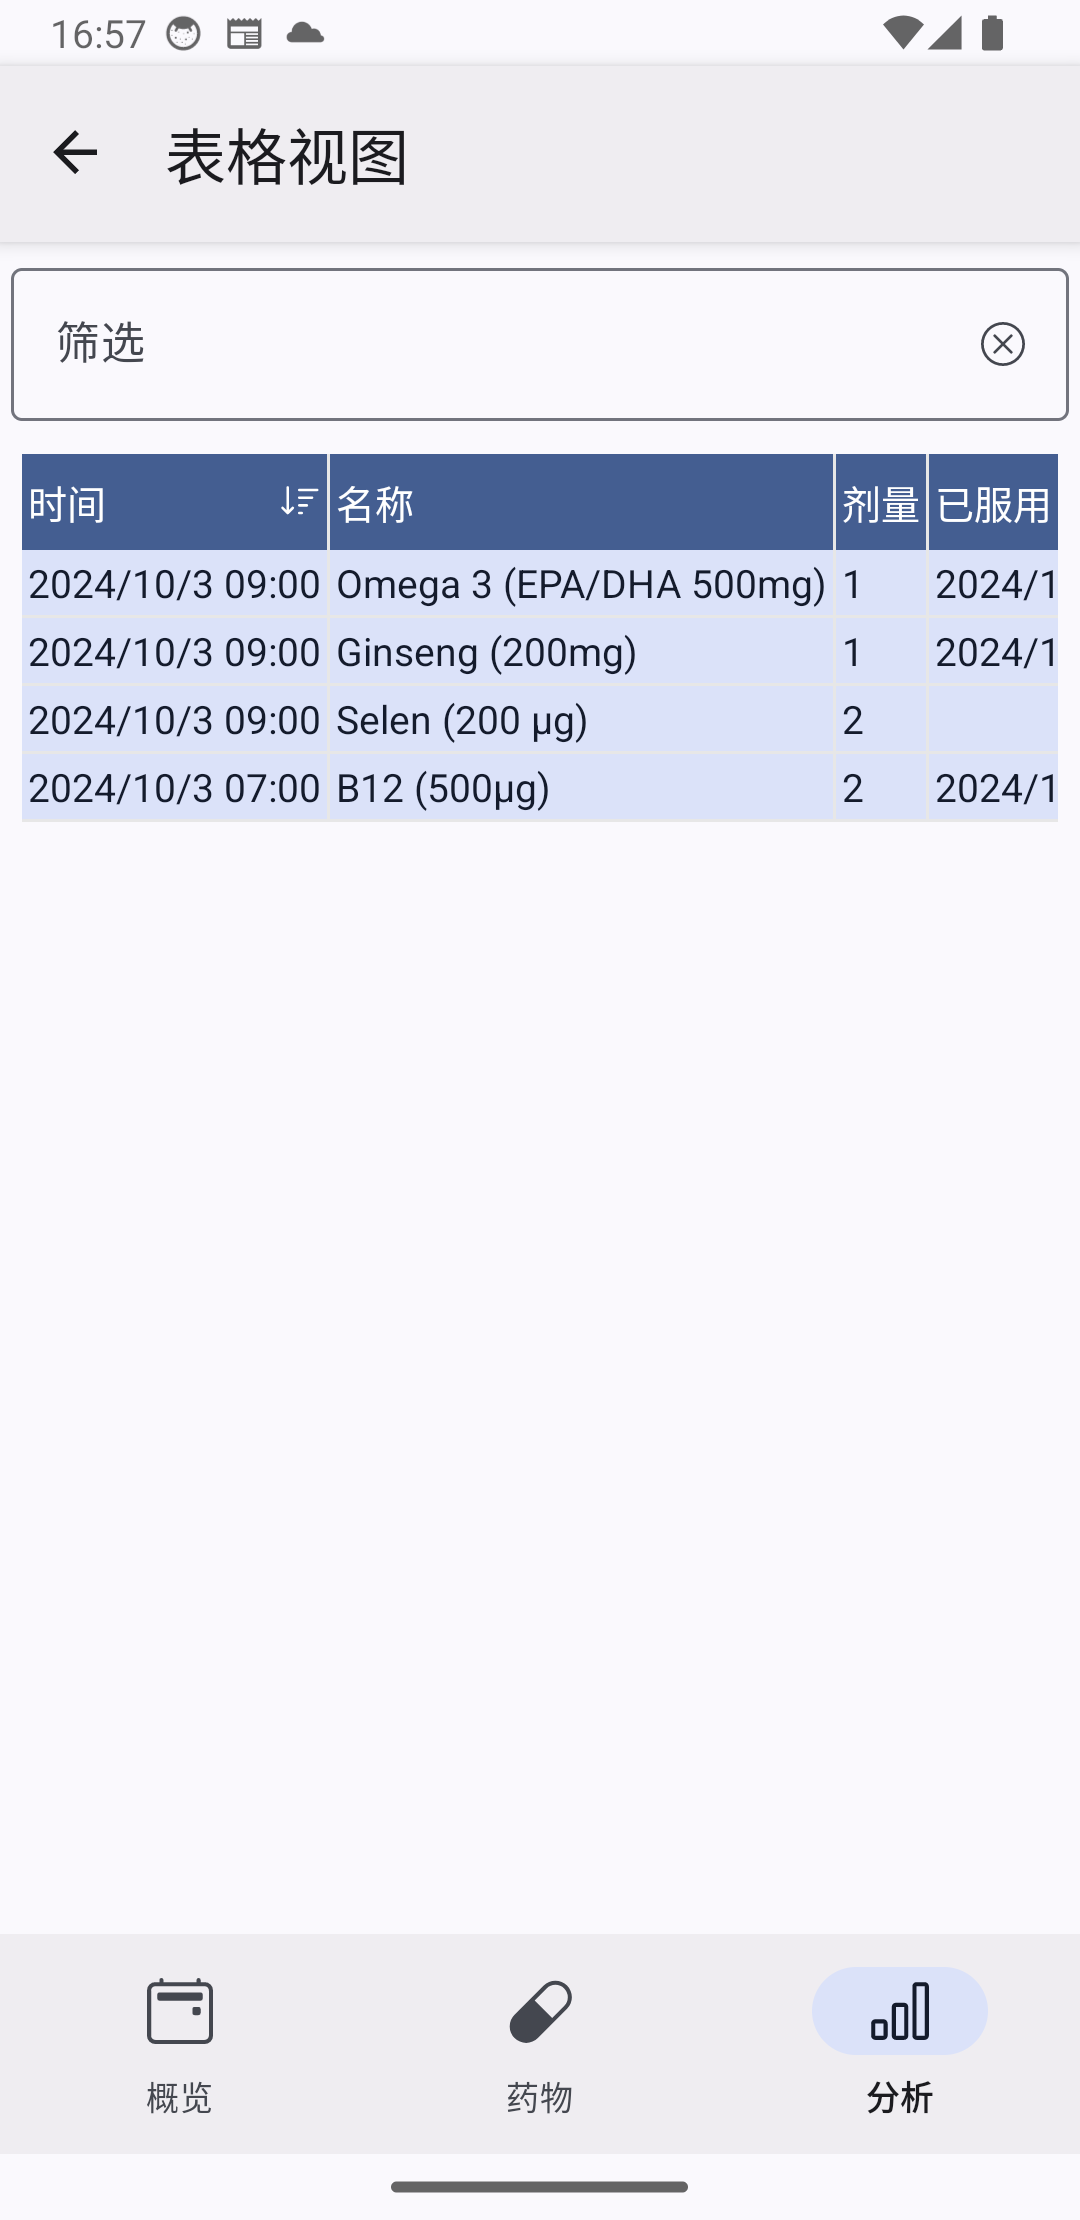 16:57
表格视图
筛选
时间 名称 剂量 已服用
2024/10/3 09:00 Omega 3 (EPA/DHA 500mg) 1 2024/1
2024/10/3 09:00 Ginseng (200mg) 1 2024/1
2024/10/3 09:00 Selen (200 µg) 2
2024/10/3 07:00 B12 (500µg) 2 2024/1
概览 药物 分析